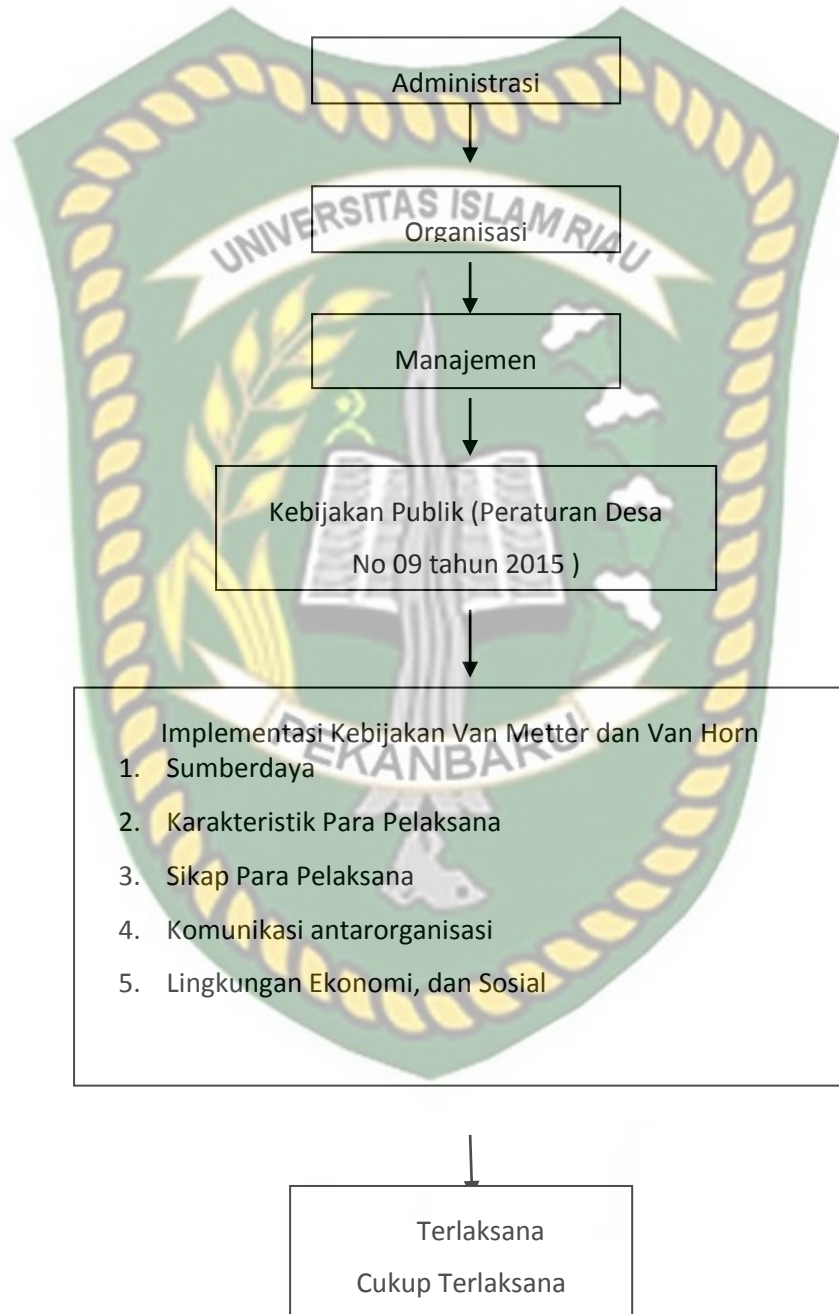 Administrasi
UNIVERSITAS ISLAM RIAU
Organisasi
Manajemen
Kebijakan Publik (Peraturan Desa
No 09 tahun 2015 )
Implementasi Kebijakan Van Metter dan Van Horn
PEKANBARU
1. Sumberdaya
2. Karakteristik Para Pelaksana
3. Sikap Para Pelaksana
4. Komunikasi antarorganisasi
5. Lingkungan Ekonomi, dan Sosial
Terlaksana
Cukup Terlaksana